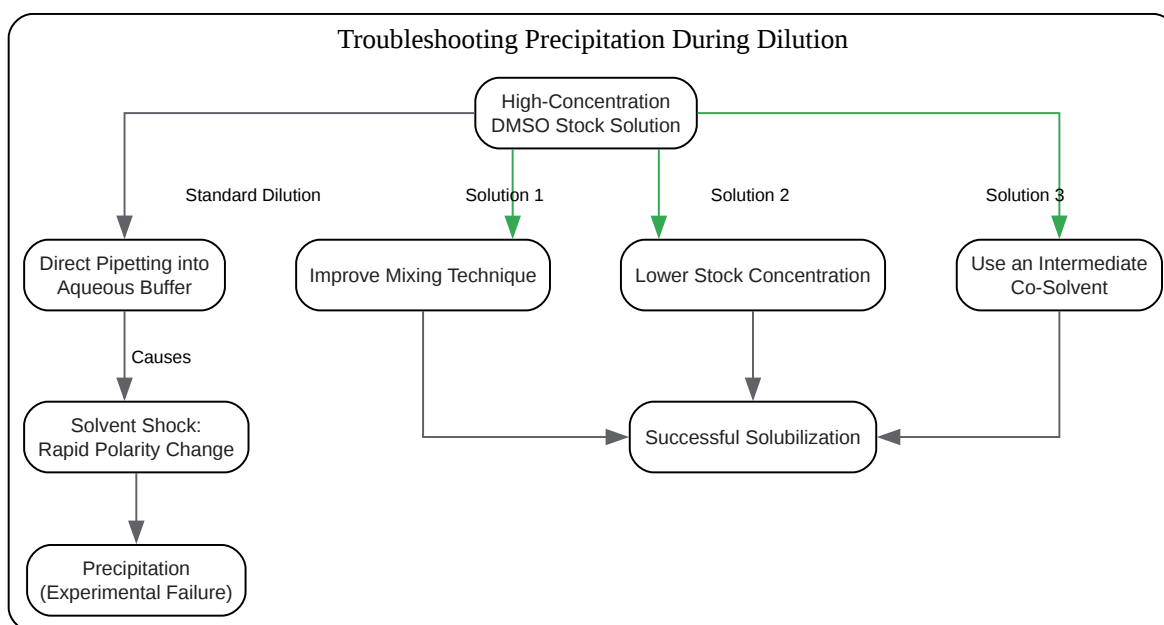 Troubleshooting Precipitation During Dilution
High-Concentration
DMSO Stock Solution
Standard Dilution
Solution 1
Solution 2
Solution 3
Direct Pipetting into
Aqueous Buffer
Improve Mixing Technique
Lower Stock Concentration
Use an Intermediate
Co-Solvent
Causes
Solvent Shock:
Rapid Polarity Change
Successful Solubilization
Precipitation
(Experimental Failure)